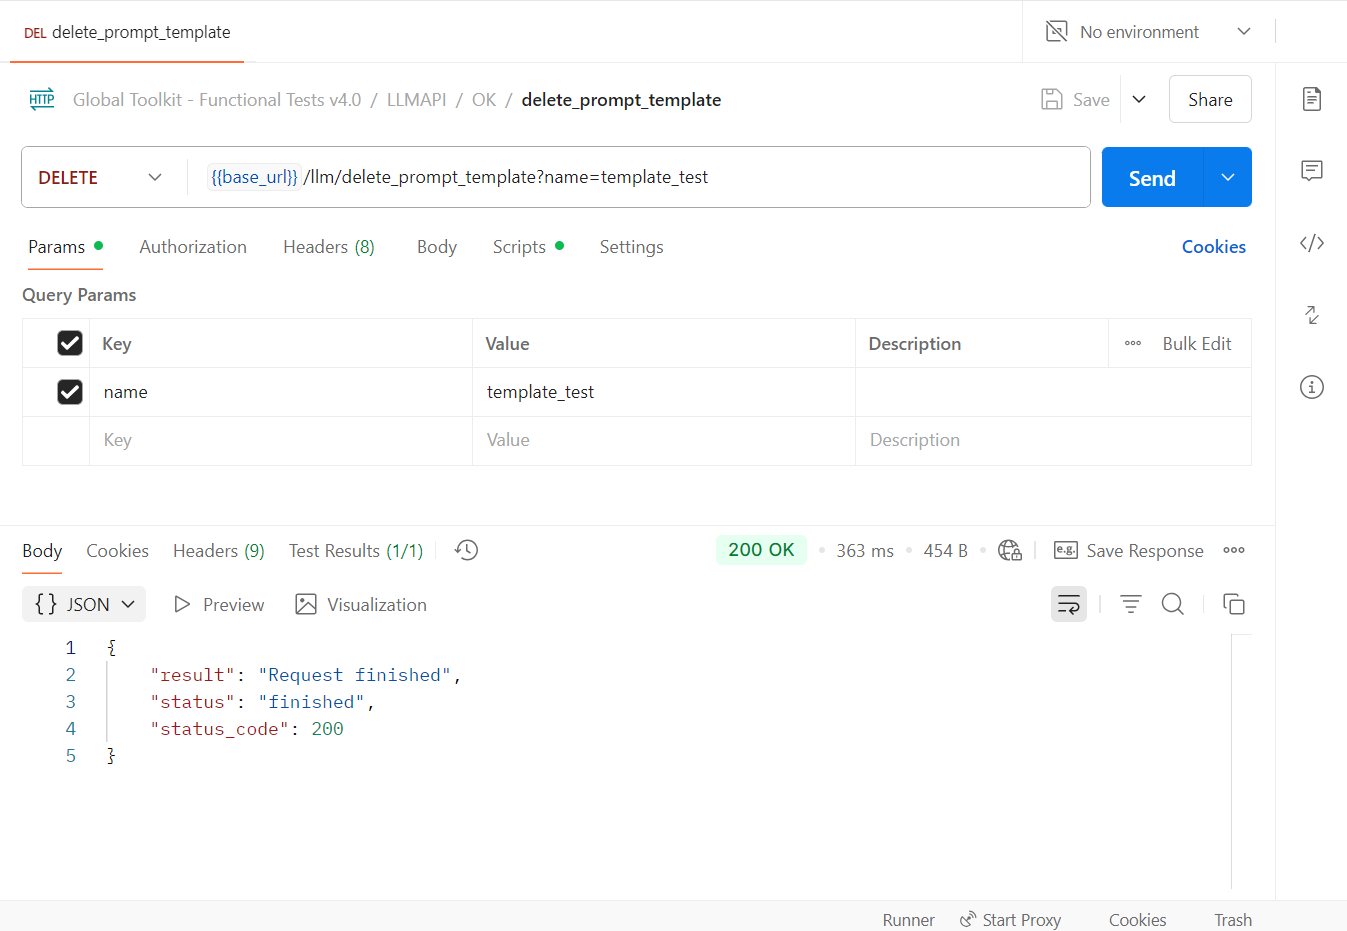 DEL delete_prompt_template
No environment
HTTP Global Toolkit - Functional Tests v4.0 / LLMAPI / OK / delete_prompt_template
Save
Share
DELETE
{{base_url}} /llm/delete_prompt_template?name=template_test
Send
Params
Authorization
Headers (8)
Body
Scripts
Settings
Cookies
Query Params
Key Value Description Bulk Edit
name template_test
Key Value Description
Body Cookies Headers (9) Test Results (1/1)
200 OK 363 ms 454 B e.g. Save Response
{} JSON Preview Visualization
1 {
2 "result": "Request finished",
3 "status": "finished",
4 "status_code": 200
5 }
Runner Start Proxy Cookies Trash